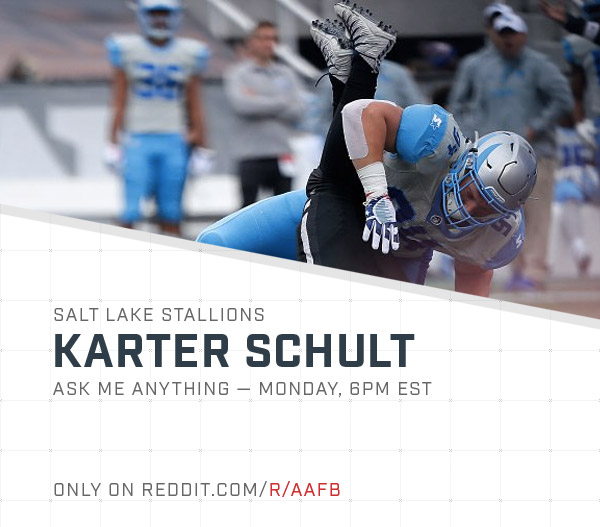 SALT LAKE STALLIONS
KARTER SCHULT
ASK ME ANYTHING — MONDAY, 6PM EST
ONLY ON REDDIT.COM/R/AAFB